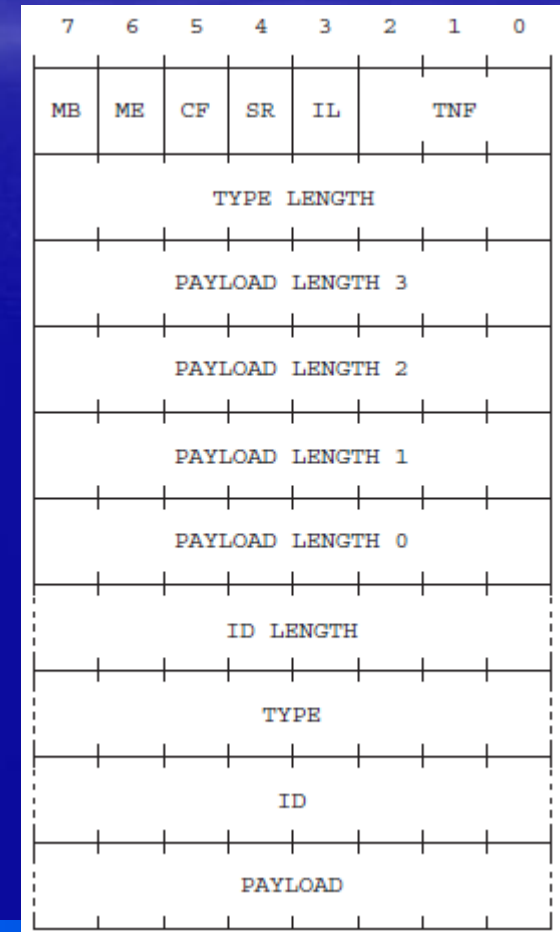 7 6 5 4 3 2 1 0
MB ME CF SR IL TNF
TYPE LENGTH
PAYLOAD LENGTH 3
PAYLOAD LENGTH 2
PAYLOAD LENGTH 1
PAYLOAD LENGTH 0
ID LENGTH
TYPE
ID
PAYLOAD